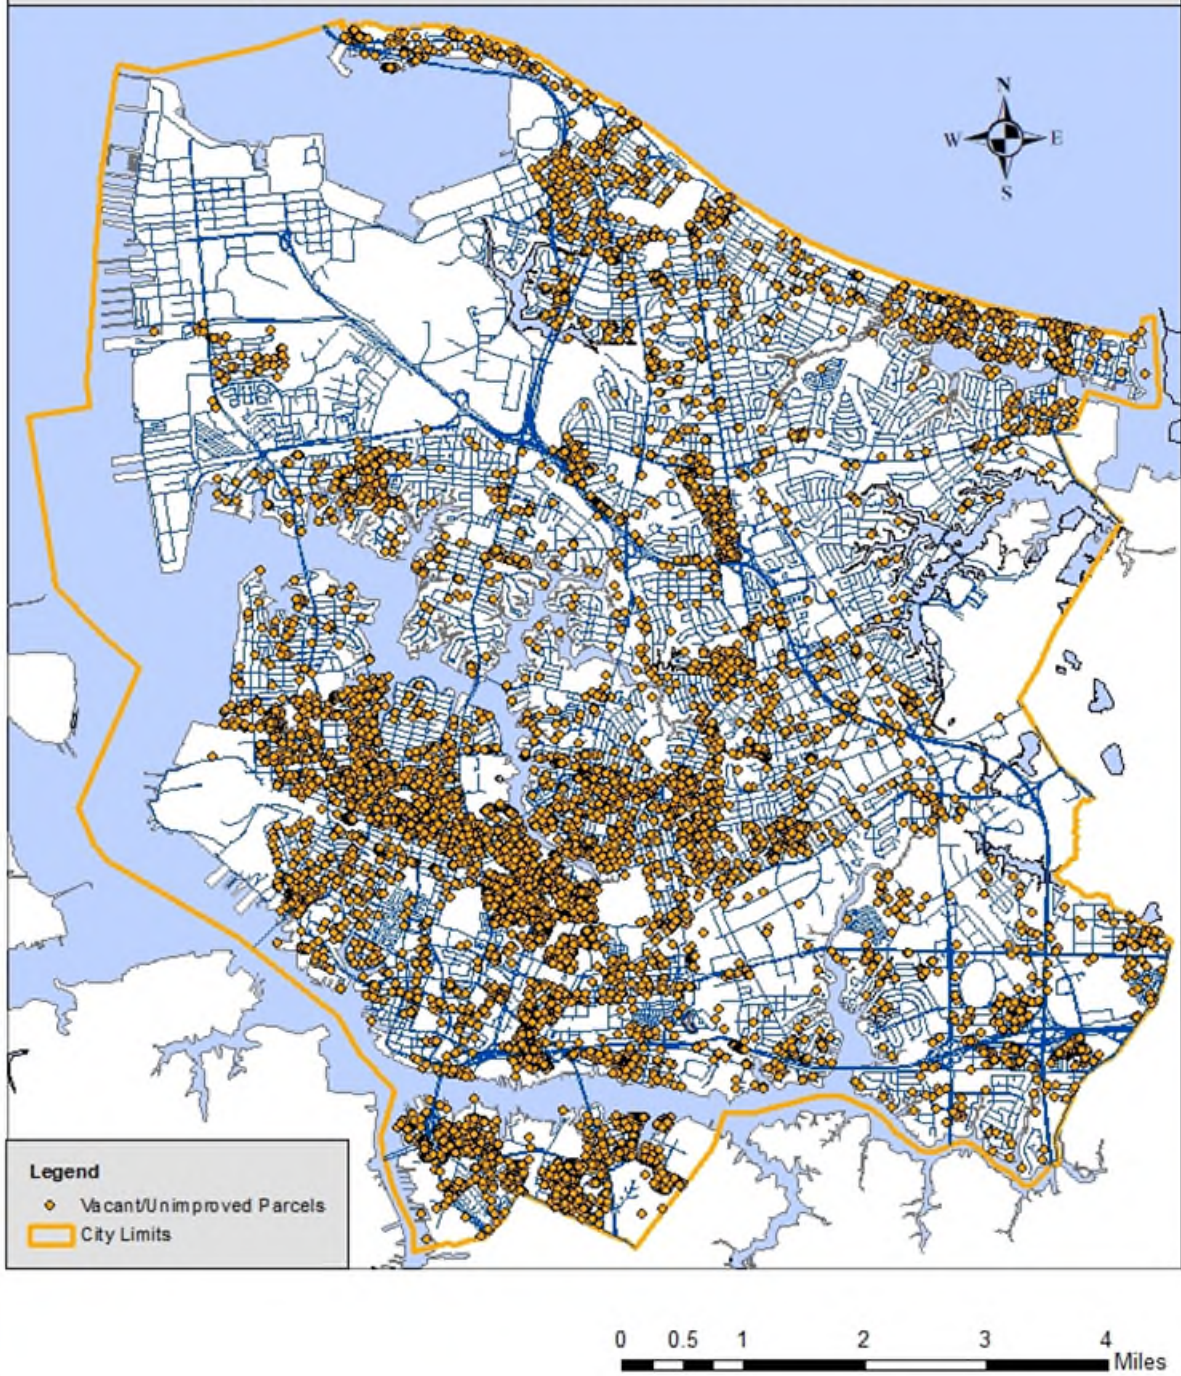 N
W E
S
Legend
Vacant/Unimproved Parcels
City Limits
0 0.5 1 2 3 4
Miles